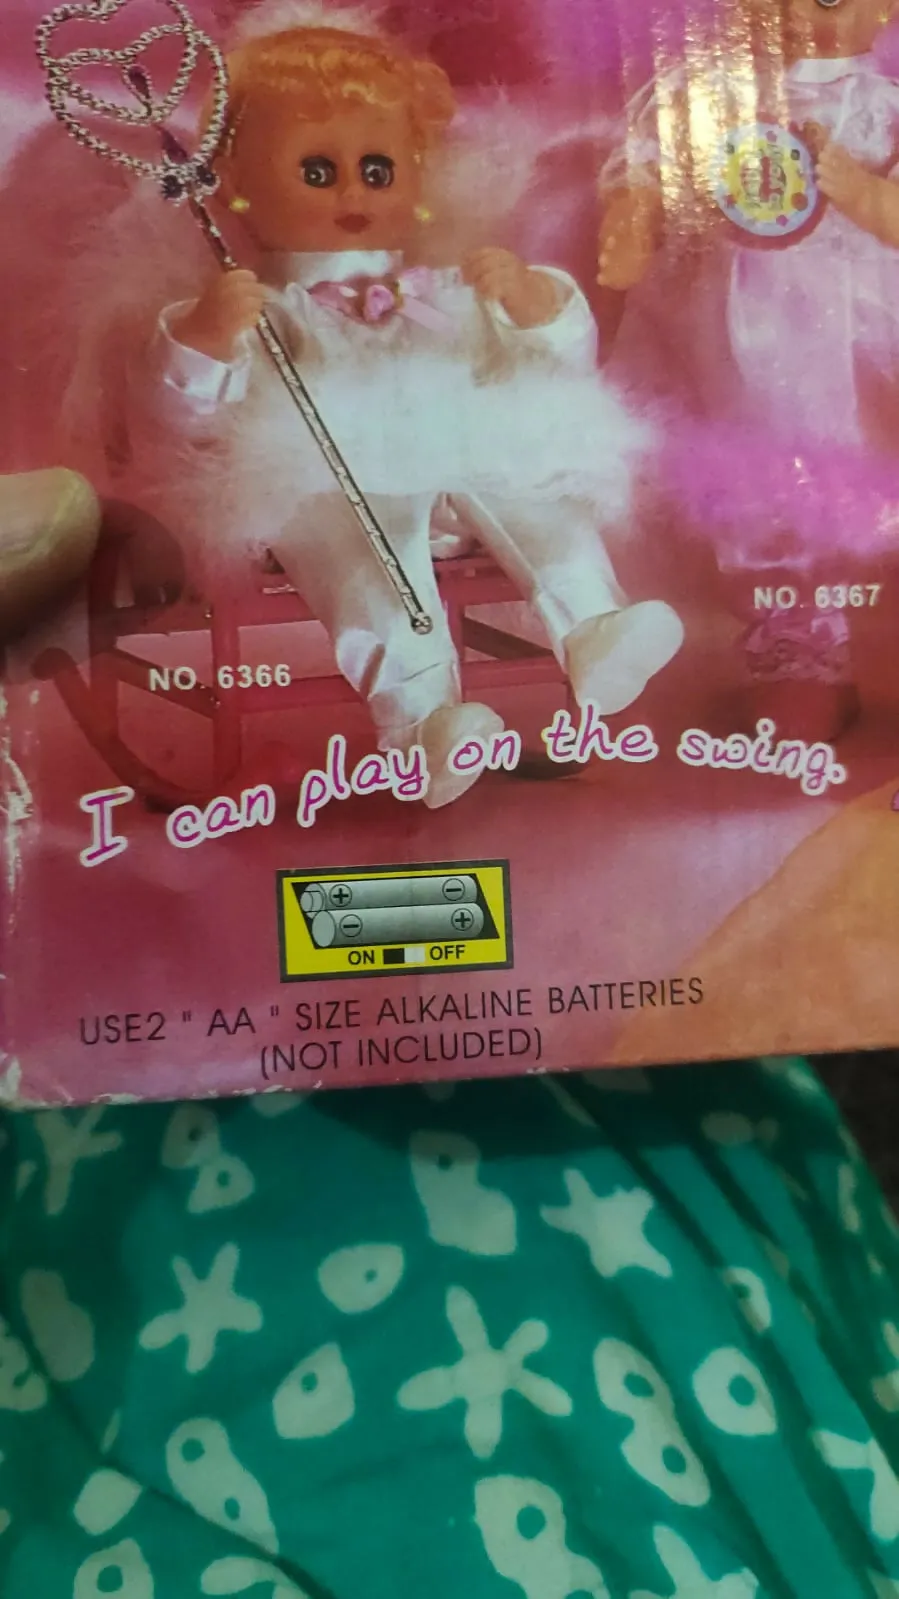 NO. 6367
NO. 6366
I can play on the swing.
+ -
- +
ON OFF
USE2 " AA " SIZE ALKALINE BATTERIES
(NOT INCLUDED)